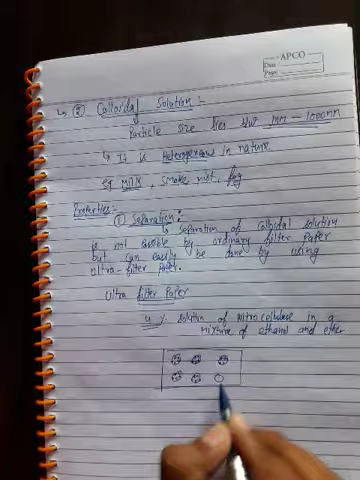 APCO
Date
Page
↳ ② Colloidal Solution :-
Particle size lies b/w 1nm - 1000nm
↳ It is Heterogeneous in nature
eg Milk, smoke mist, fog
Properties:-
① Separation:
↳ Separation of colloidal solution
is not possible by ordinary filter paper
but can easily be done by using
ultra-filter paper.
Ultra filter Paper
4 % solution of nitrocellulose in a
mixture of ethanol and ether